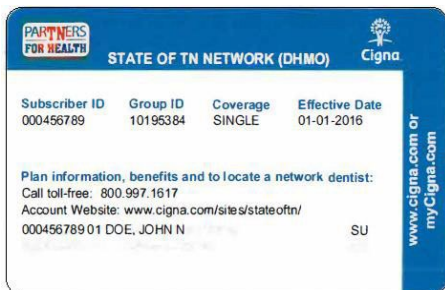 PARTNERS
FOR HEALTH
STATE OF TN NETWORK (DHMO)
Cigna
Subscriber ID Group ID Coverage Effective Date
000456789 10195384 SINGLE 01-01-2016
Plan information, benefits and to locate a network dentist:
Call toll-free: 800.997.1617
Account Website: www.cigna.com/sites/stateoftn/
000456789 01 DOE, JOHN N SU
www.cigna.com or
myCigna.com